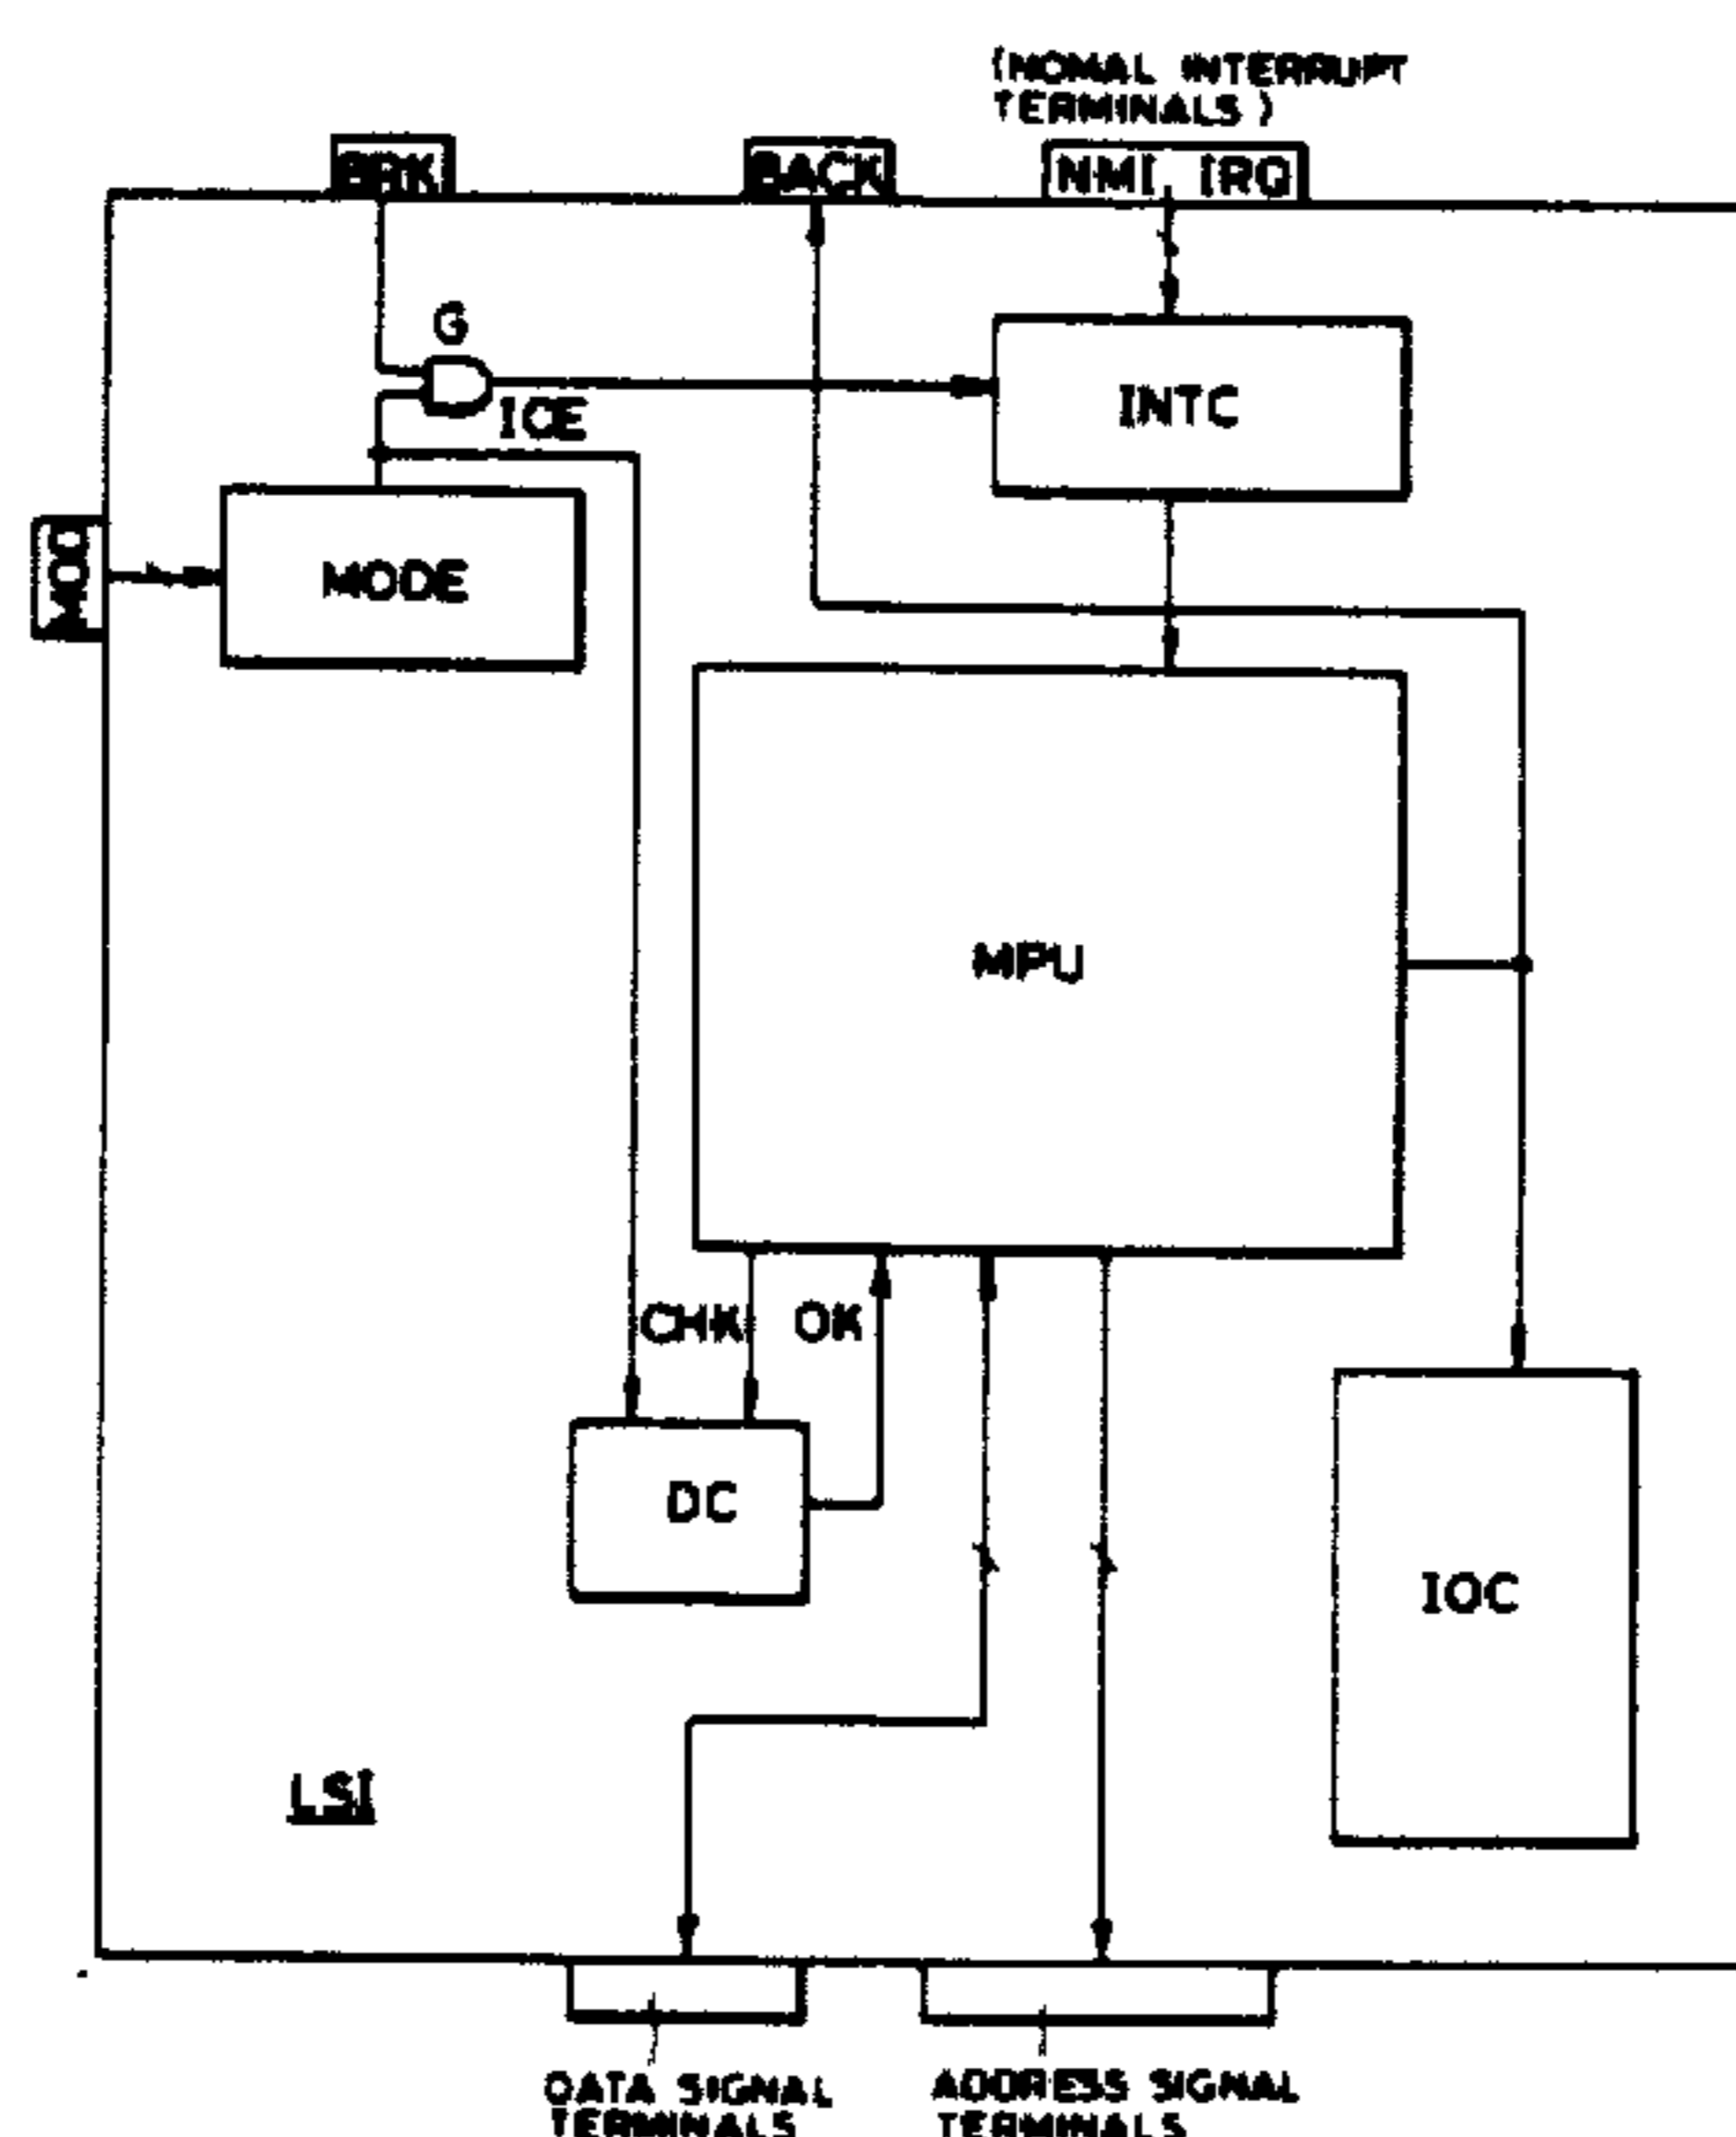 (NOMAL INTERRUPT
TERMINALS)
BRK
BACK
NMI IRQ
G
ICE
INTC
MOD
MODE
MPU
CHK
OK
DC
IOC
LSI
DATA SIGNAL
TERMINALS
ADDRESS SIGNAL
TERMINALS